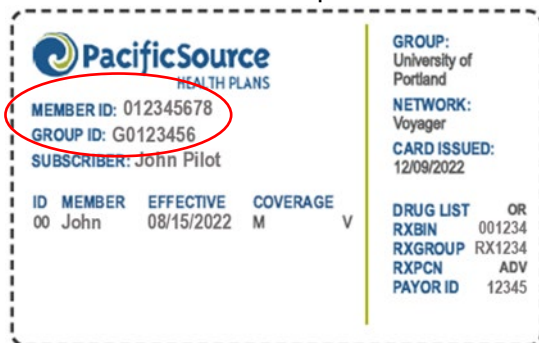 PacificSource
HEALTH PLANS
MEMBER ID: 012345678
GROUP ID: G0123456
SUBSCRIBER: John Pilot
ID MEMBER EFFECTIVE COVERAGE
00 John 08/15/2022 M V
GROUP:
University of
Portland
NETWORK:
Voyager
CARD ISSUED:
12/09/2022
DRUG LIST OR
RXBIN 001234
RXGROUP RX1234
RXPCN ADV
PAYOR ID 12345